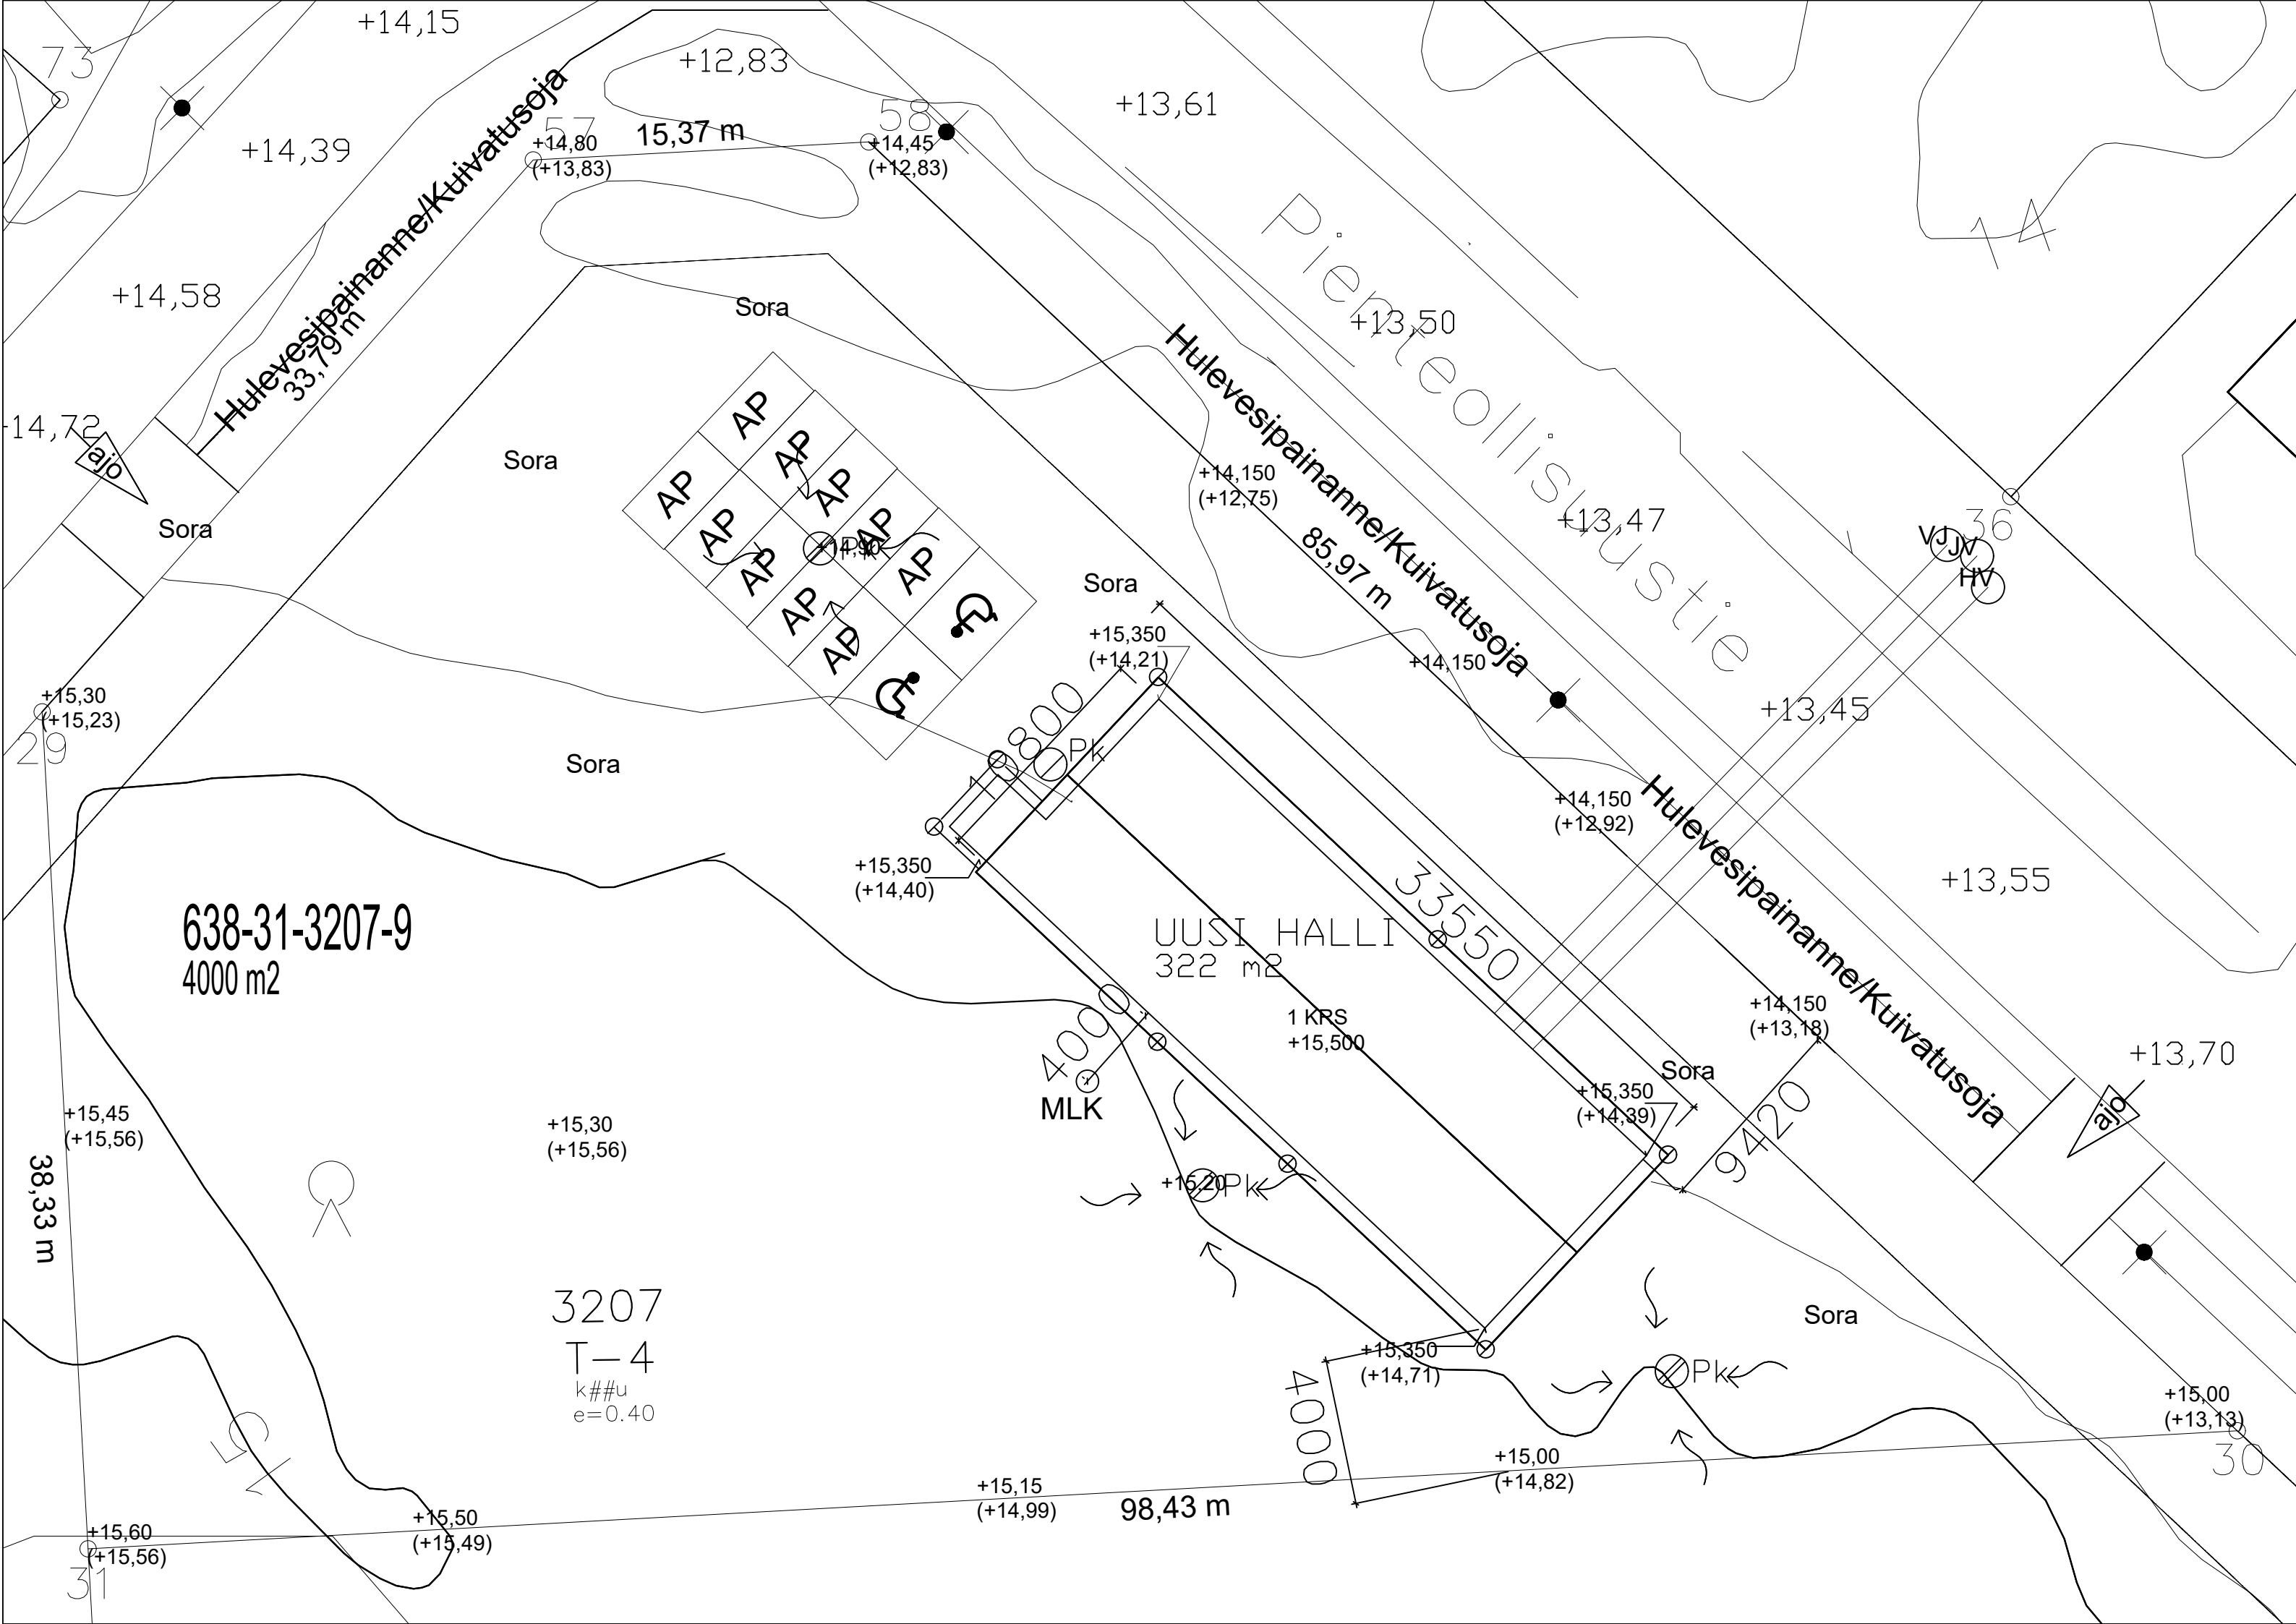 +14,15
73
+12,83
+13,61
58
57
15,37 m
+14,80
(+13,83)
+14,45
(+12,83)
+14,39
14
Hulevesipainanne/Kuivatusoja
33,79 m
+14,58
Sora
Pienteollisuustie
+13,50
14,72
ajo
Sora
Sora
AP
AP
AP
AP
AP
AP
AP
AP
AP
AP
+14,90
Pk
+14,150
(+12,75)
Hulevesipainanne/Kuivatusoja
85,97 m
+13,47
36
VJ
JV
HV
Sora
+15,350
(+14,21)
+14,150
+13,45
+15,30
(+15,23)
29
Sora
9800
Pk
+14,150
(+12,92)
Hulevesipainanne/Kuivatusoja
+15,350
(+14,40)
33550
+13,55
638-31-3207-9
4000 m2
UUSI HALLI
322 m2
1 KRS
+15,500
4000
MLK
+14,150
(+13,18)
+13,70
Sora
+15,350
(+14,39)
9420
ajo
+15,45
(+15,56)
+15,30
(+15,56)
38,33 m
+15,20
Pk
3207
T-4
k##u
e=0.40
Sora
+15,350
(+14,71)
Pk
4000
+15,00
(+13,13)
30
15
+15,15
(+14,99)
98,43 m
+15,00
(+14,82)
+15,50
(+15,49)
+15,60
(+15,56)
31